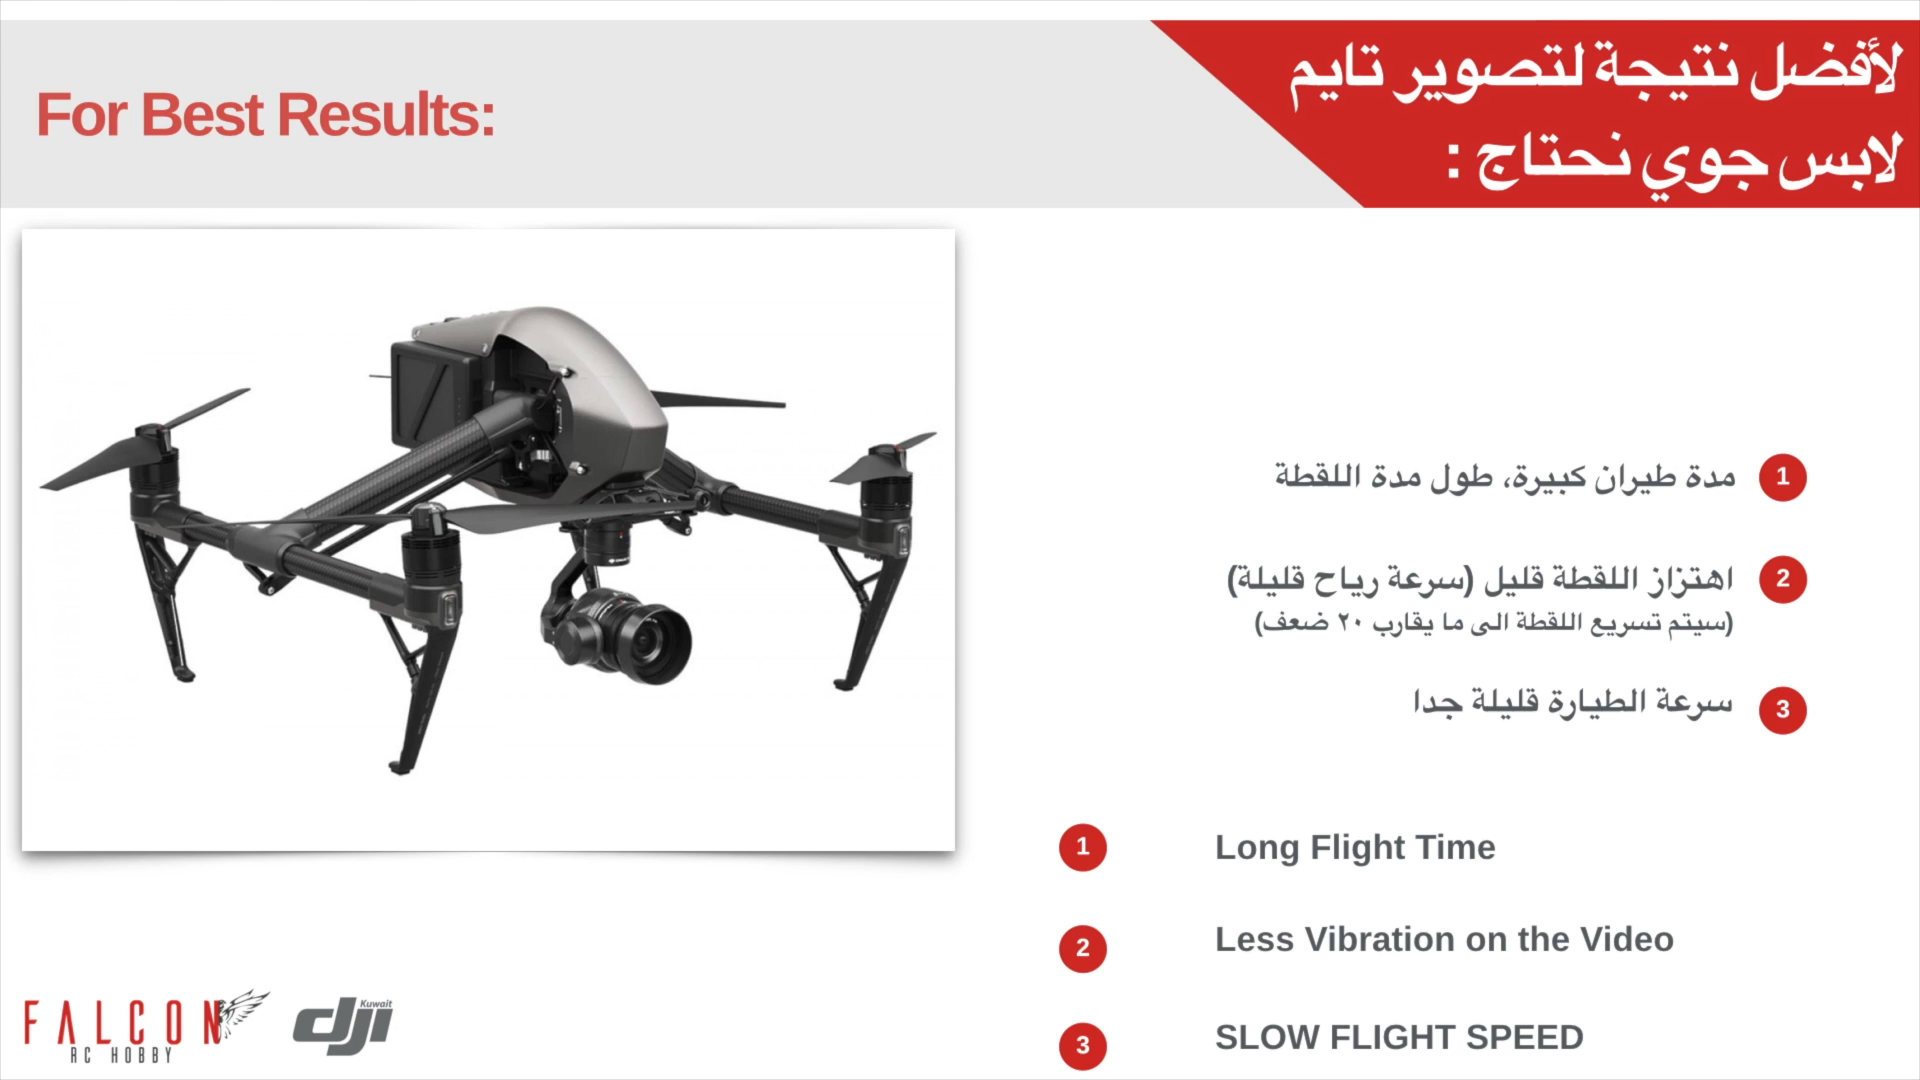 For Best Results:
لأفضل نتيجة لتصوير تايم
لابس جوي نحتاج :
1 مدة طيران كبيرة، طول مدة اللقطة
2 اهتزاز اللقطة قليل (سرعة رياح قليلة)
(سيتم تسريع اللقطة الى ما يقارب ٢٠ ضعف)
3 سرعة الطيارة قليلة جدا
1 Long Flight Time
2 Less Vibration on the Video
3 SLOW FLIGHT SPEED
FALCON
RC HOBBY
dji Kuwait